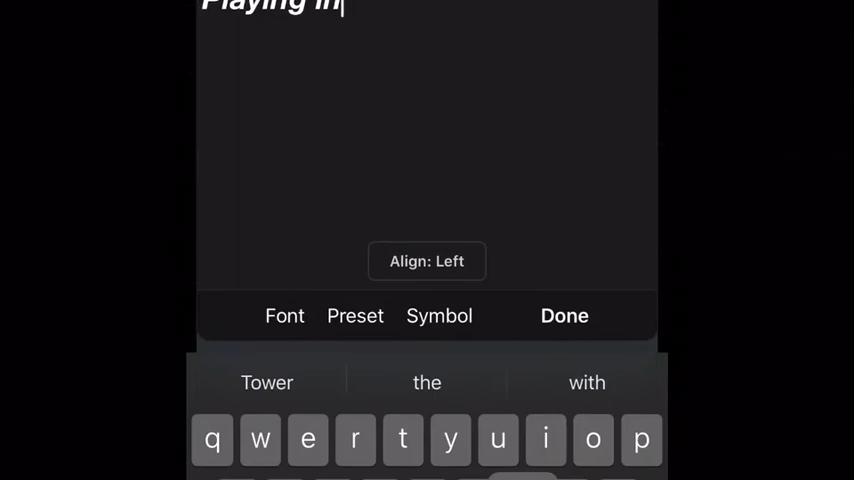 Playing in
Align: Left
Font Preset Symbol Done
Tower the with
q w e r t y u i o p